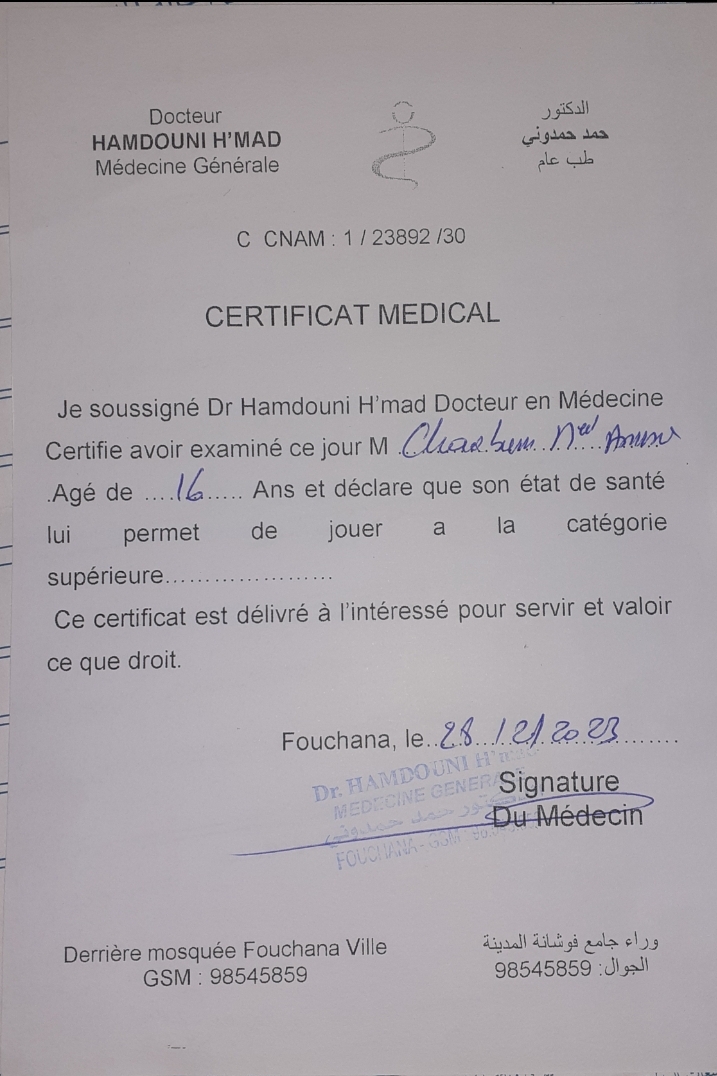 Docteur
HAMDOUNI H'MAD
Médecine Générale
الدكتور
حمد حمدوني
طب عام
C CNAM : 1 / 23892 /30
CERTIFICAT MEDICAL
Je soussigné Dr Hamdouni H'mad Docteur en Médecine
Certifie avoir examiné ce jour M
.Agé de ....16..... Ans et déclare que son état de santé
lui permet de jouer a la catégorie
supérieure.....................
Ce certificat est délivré à l'intéressé pour servir et valoir
ce que droit.
Fouchana, le..28/12/2023........
Dr. HAMDOUNI H'mad
MEDECINE GENERALE
دكتور حمد حمدوني
FOUCHANA - GSM :
Signature
Du Médecin
Derrière mosquée Fouchana Ville
GSM : 98545859
وراء جامع فوشانة المدينة
الجوال: 98545859